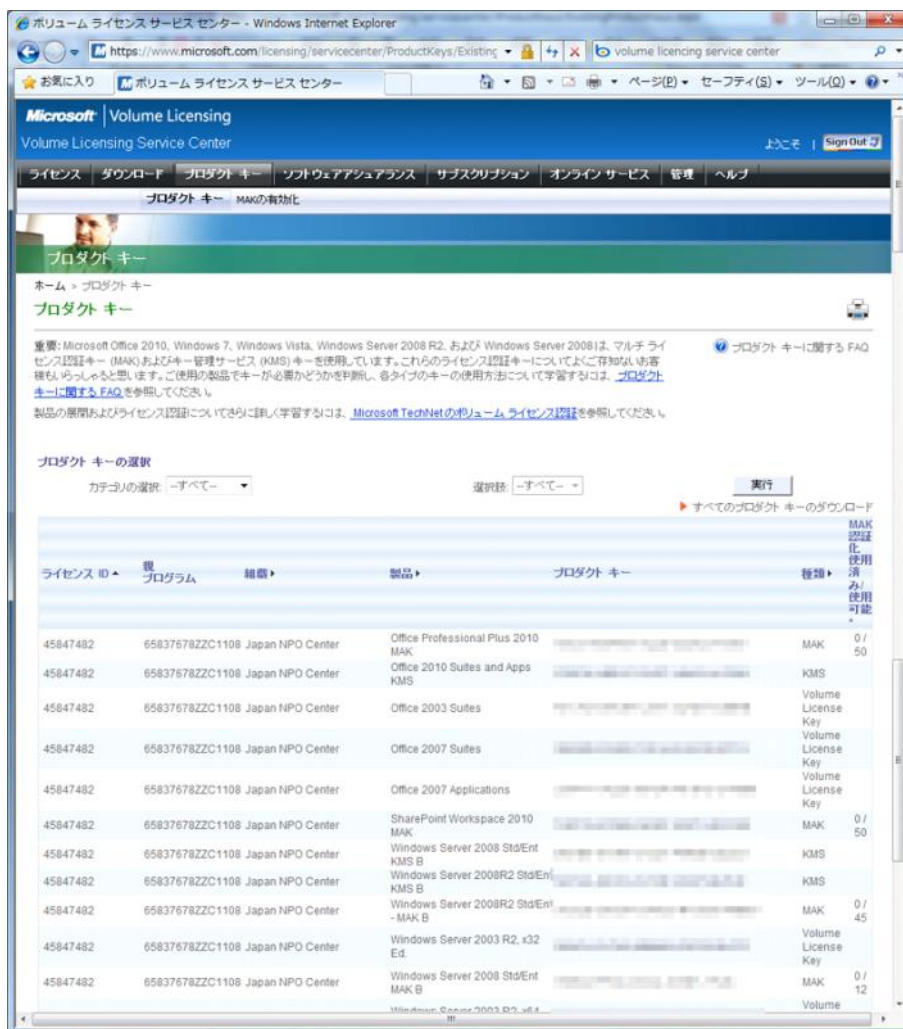 ボリューム ライセンス サービス センター - Windows Internet Explorer
https://www.microsoft.com/licensing/servicecenter/ProductKeys/Existing
volume licencing service center
お気に入り
ボリューム ライセンス サービス センター
ページ(P)
セーフティ(S)
ツール(O)
Microsoft | Volume Licensing
Volume Licensing Service Center
ようこそ | Sign Out
ライセンス ダウンロード プロダクト キー ソフトウェアアシュアランス サブスクリプション オンライン サービス 管理 ヘルプ
プロダクト キー MAKの有効化
プロダクト キー
ホーム > プロダクト キー
プロダクト キー
重要: Microsoft Office 2010、Windows 7、Windows Vista、Windows Server 2008 R2、および Windows Server 2008は、マルチ ライ
センス認証キー (MAK) およびキー管理サービス (KMS) キーを使用しています。これらのライセンス認証キーについてよくご存知ないお客
様もいらっしゃると思います。ご使用の製品でキーが必要かどうかを判断し、各タイプのキーの使用方法について学習するには、プロダクト
キーに関する FAQ を参照してください。
プロダクト キーに関する FAQ
製品の展開およびライセンス認証についてさらに詳しく学習するには、Microsoft TechNet のボリューム ライセンス認証を参照してください。
プロダクト キーの選択
カテゴリの選択: --すべて--
選択肢: --すべて--
実行
すべてのプロダクト キーのダウンロード
ライセンス ID
親
プログラム
組織
製品
プロダクト キー
種類
MAK
認証
化
使用
済
み/
使用
可能
*
45847482 65837678ZZC1108 Japan NPO Center Office Professional Plus 2010
MAK
MAK
0 /
50
45847482 65837678ZZC1108 Japan NPO Center Office 2010 Suites and Apps
KMS
KMS
45847482 65837678ZZC1108 Japan NPO Center Office 2003 Suites
Volume
License
Key
45847482 65837678ZZC1108 Japan NPO Center Office 2007 Suites
Volume
License
Key
45847482 65837678ZZC1108 Japan NPO Center Office 2007 Applications
Volume
License
Key
45847482 65837678ZZC1108 Japan NPO Center SharePoint Workspace 2010
MAK
MAK
0 /
50
45847482 65837678ZZC1108 Japan NPO Center Windows Server 2008 Std/Ent
KMS B
KMS
45847482 65837678ZZC1108 Japan NPO Center Windows Server 2008R2 Std/Ent
KMS B
KMS
45847482 65837678ZZC1108 Japan NPO Center Windows Server 2008R2 Std/Ent
- MAK B
MAK
0 /
45
45847482 65837678ZZC1108 Japan NPO Center Windows Server 2003 R2, x32
Ed.
Volume
License
Key
45847482 65837678ZZC1108 Japan NPO Center Windows Server 2008 Std/Ent
MAK B
MAK
0 /
12
Windows Server 2003 R2, x64
Volume